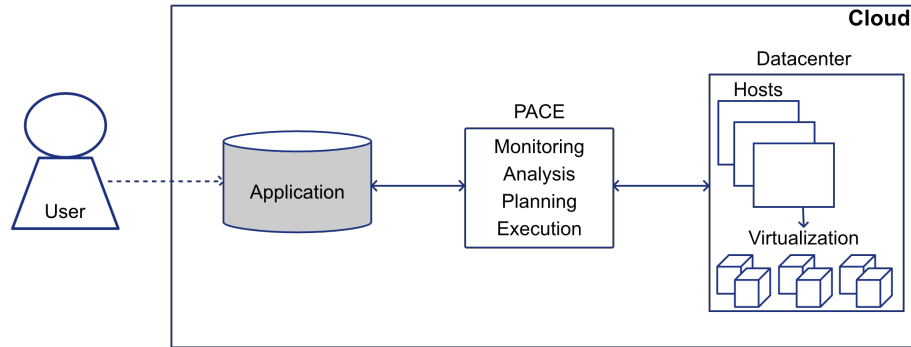 Cloud
Datacenter
Hosts
PACE
Monitoring
Analysis
Planning
Execution
Application
User
Virtualization